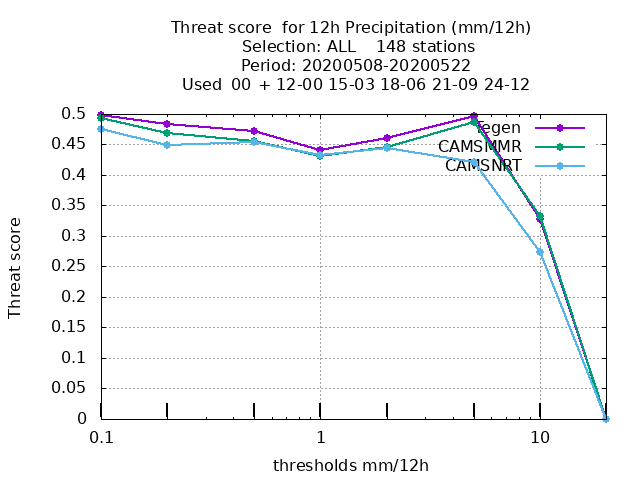 Threat score  for 12h Precipitation (mm/12h)
Selection: ALL    148 stations
Period: 20200508-20200522
Used  00 + 12-00 15-03 18-06 21-09 24-12
Tegen
CAMSIMMR
CAMSNRT
0.5
0.45
0.4
0.35
0.3
0.25
0.2
0.15
0.1
0.05
0
Threat score
0.1
1
10
thresholds mm/12h